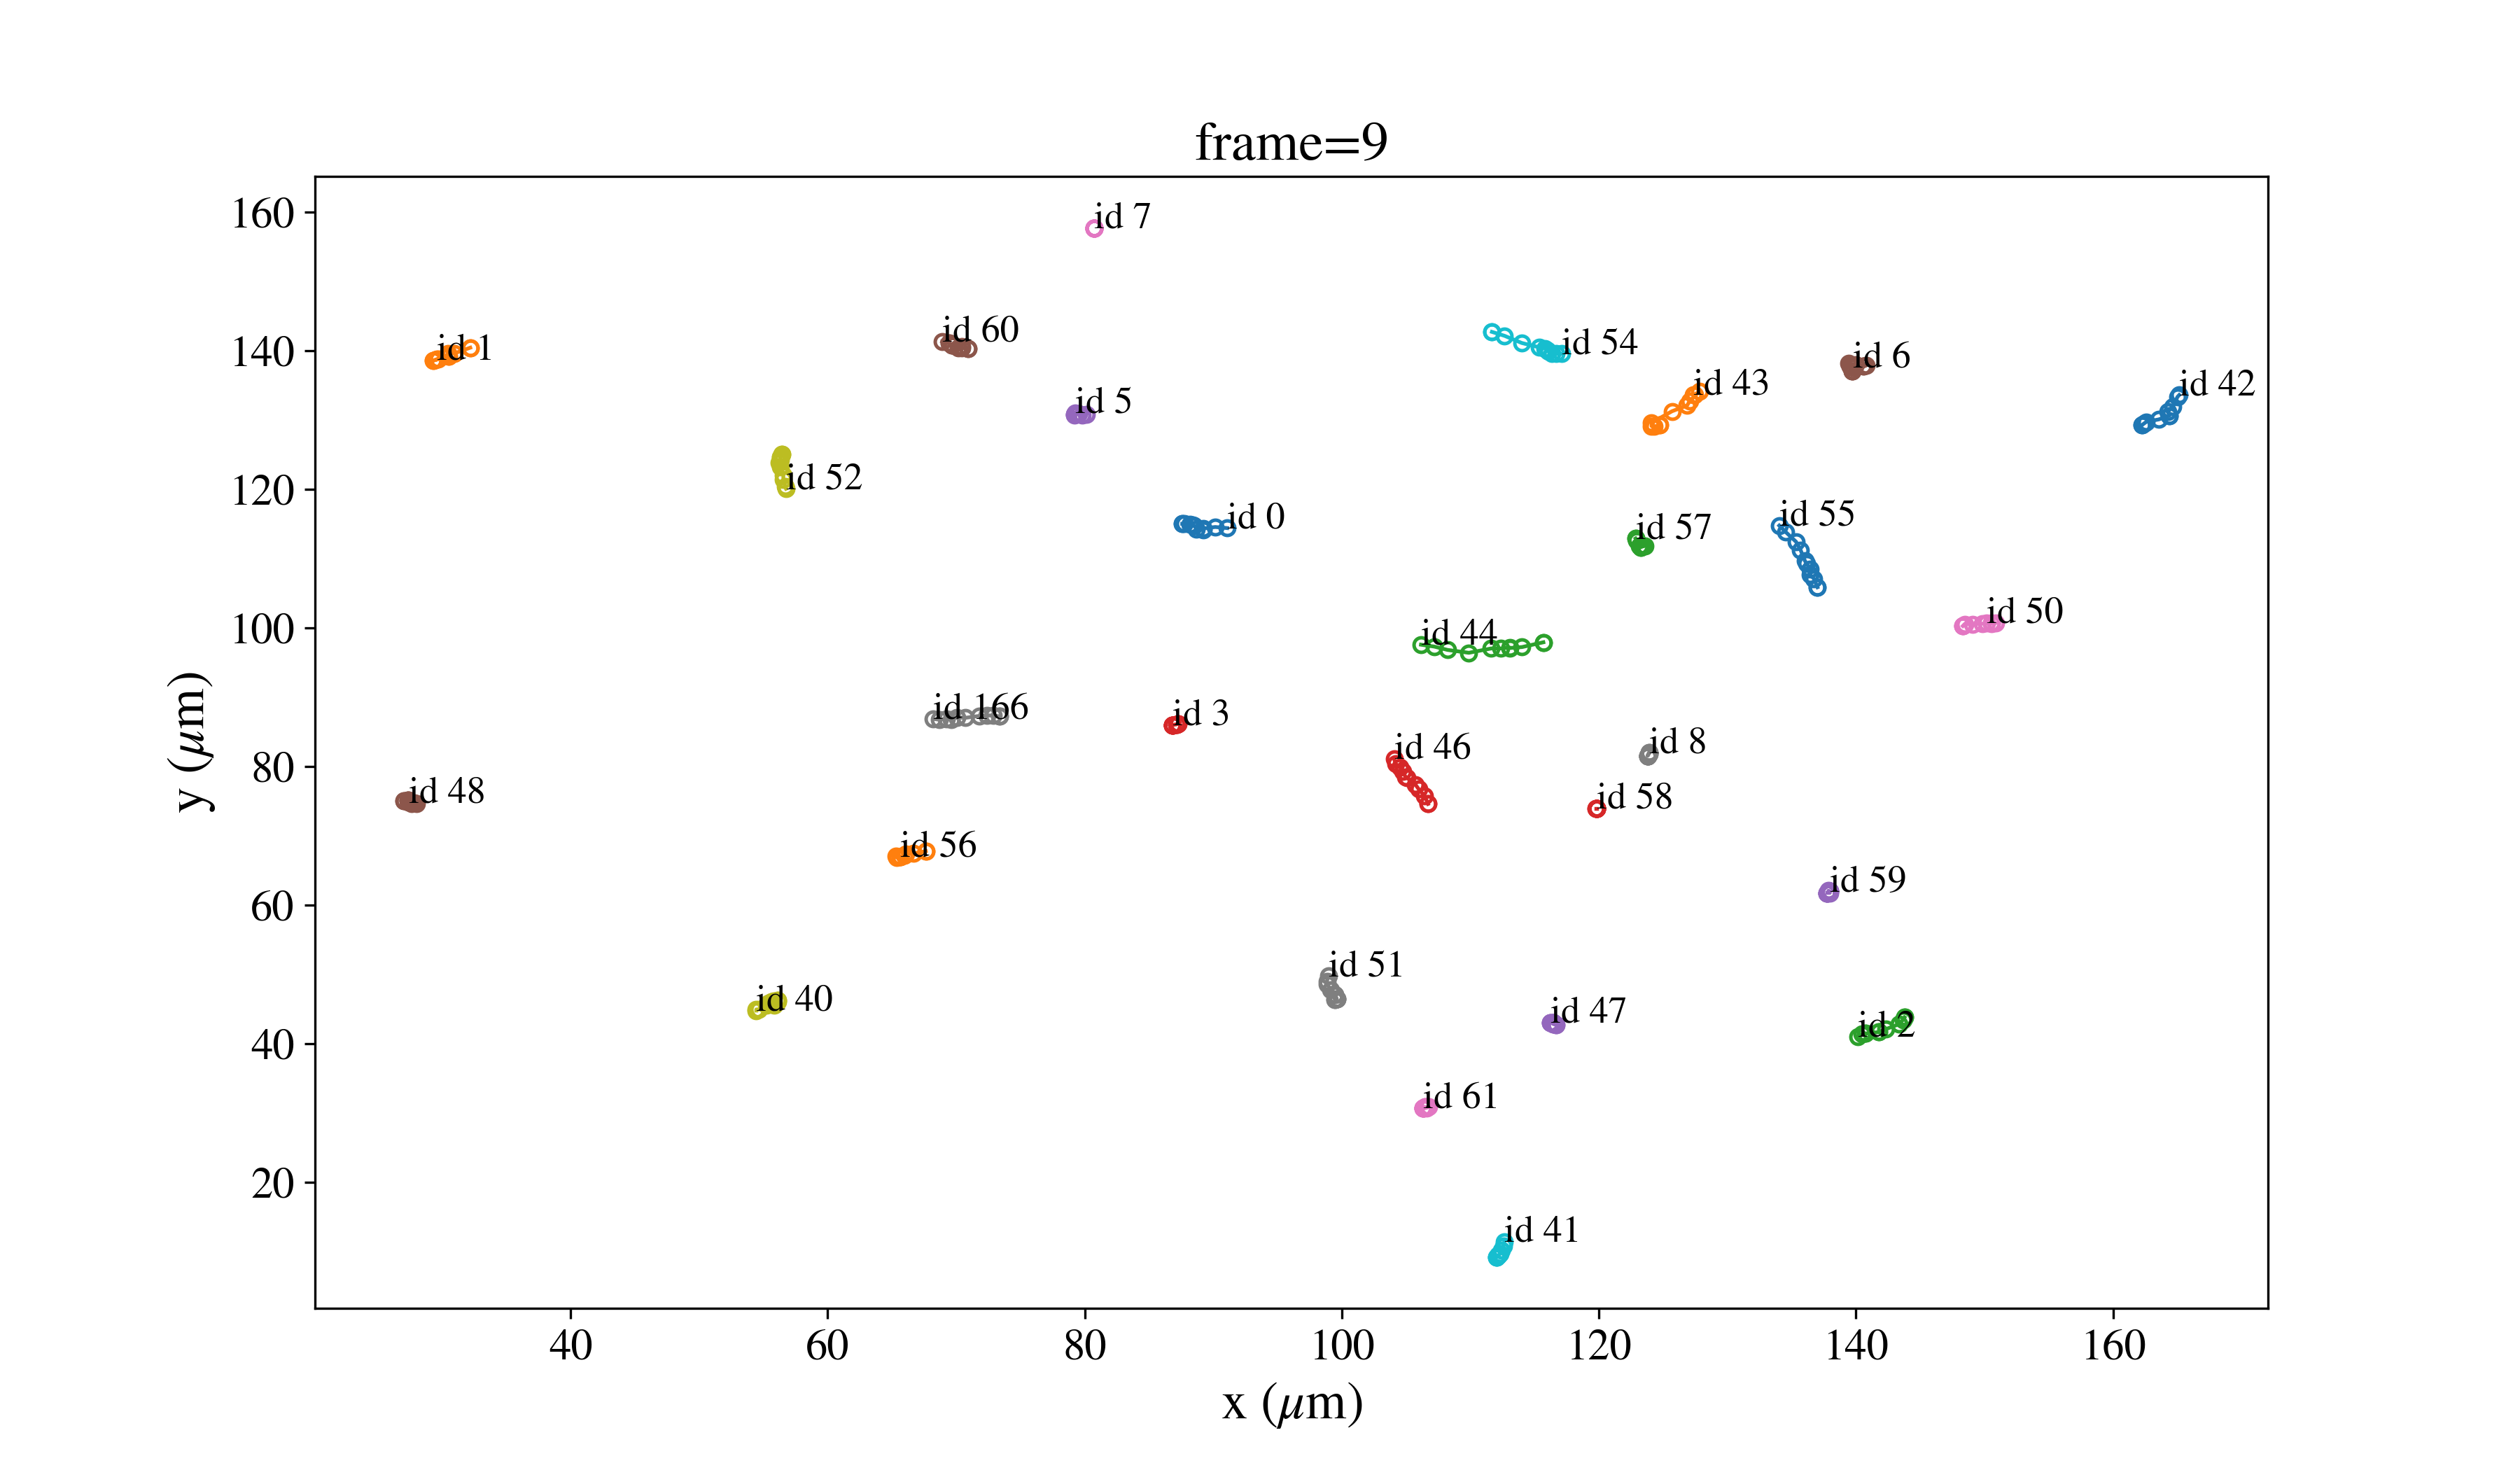 frame=9
160
id 7
id 60
140
id 1
id 54
id 6
id 43
id 42
id 5
id 52
120
id 0
id 57
id 55
id 50
100
id 44
id 166
id 3
id 8
id 46
80
id 48
id 58
id 56
id 59
60
id 51
id 40
id 47
id 2
40
id 61
20
id 41
y (μm)
40 60 80 100 120 140 160
x (μm)